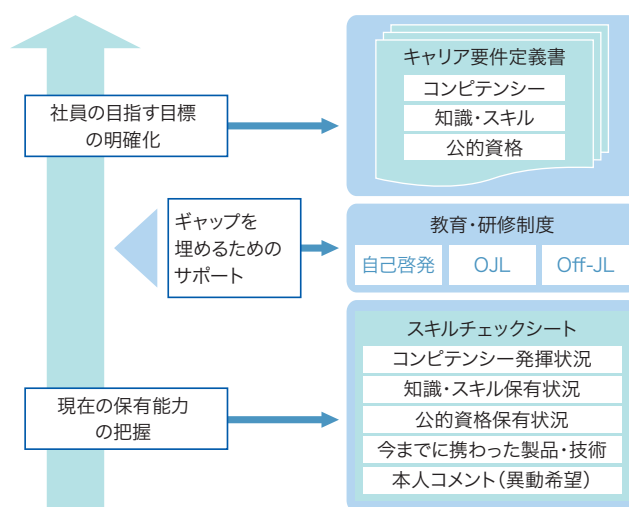 キャリア要件定義書
コンピテンシー
知識・スキル
公的資格
社員の目指す目標
の明確化
ギャップを
埋めるための
サポート
教育・研修制度
自己啓発
OJL
Off-JL
スキルチェックシート
コンピテンシー発揮状況
知識・スキル保有状況
公的資格保有状況
今までに携わった製品・技術
本人コメント（異動希望）
現在の保有能力
の把握